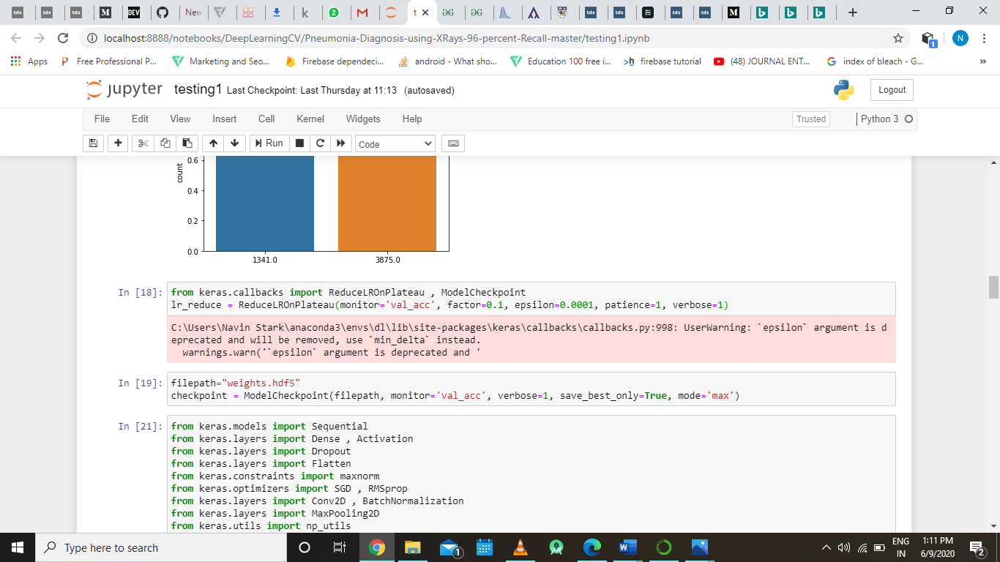 tds
tds
tds
M
DEV
New
k
2
M
t
tds
tds
tds
tds
M
localhost:8888/notebooks/DeepLearningCV/Pneumonia-Diagnosis-using-XRays-96-percent-Recall-master/testing1.ipynb
1
N
Apps
P Free Professional P...
Marketing and Seo...
Firebase dependeci...
android - What sho...
Education 100 free i...
>h firebase tutorial
(48) JOURNAL ENT...
G index of bleach - G...
»
jupyter testing1 Last Checkpoint: Last Thursday at 11:13 (autosaved)
Logout
File Edit View Insert Cell Kernel Widgets Help
Trusted
Python 3
Run
Code
count
0.6
0.4
0.2
0.0
1341.0 3875.0
In [18]: from keras.callbacks import ReduceLROnPlateau , ModelCheckpoint
lr_reduce = ReduceLROnPlateau(monitor='val_acc', factor=0.1, epsilon=0.0001, patience=1, verbose=1)
C:\Users\Navin Stark\anaconda3\envs\dl\lib\site-packages\keras\callbacks\callbacks.py:998: UserWarning: `epsilon` argument is d
eprecated and will be removed, use `min_delta` instead.
warnings.warn('`epsilon` argument is deprecated and '
In [19]: filepath="weights.hdf5"
checkpoint = ModelCheckpoint(filepath, monitor='val_acc', verbose=1, save_best_only=True, mode='max')
In [21]: from keras.models import Sequential
from keras.layers import Dense , Activation
from keras.layers import Dropout
from keras.layers import Flatten
from keras.constraints import maxnorm
from keras.optimizers import SGD , RMSprop
from keras.layers import Conv2D , BatchNormalization
from keras.layers import MaxPooling2D
from keras.utils import np_utils
Type here to search
1
W
ENG
IN
1:11 PM
6/9/2020
2